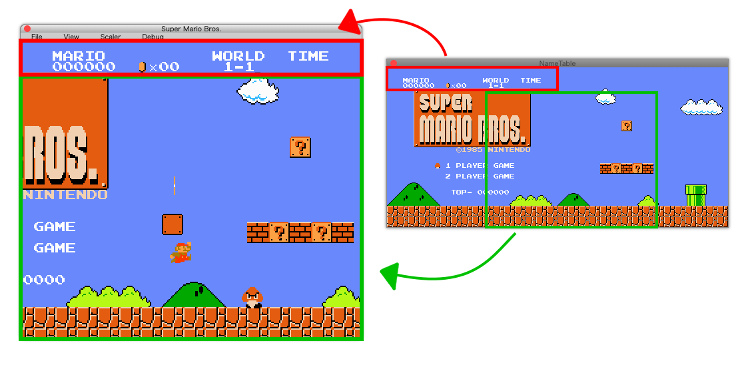 Super Mario Bros.
File View Scaler Debug
MARIO WORLD TIME
000000 ×00 1-1
ROS.
NINTENDO
GAME
GAME
0000
NameTable
MARIO WORLD TIME
000000 ×00 1-1
SUPER
MARIO BROS.
©1985 NINTENDO
1 PLAYER GAME
2 PLAYER GAME
TOP- 000000